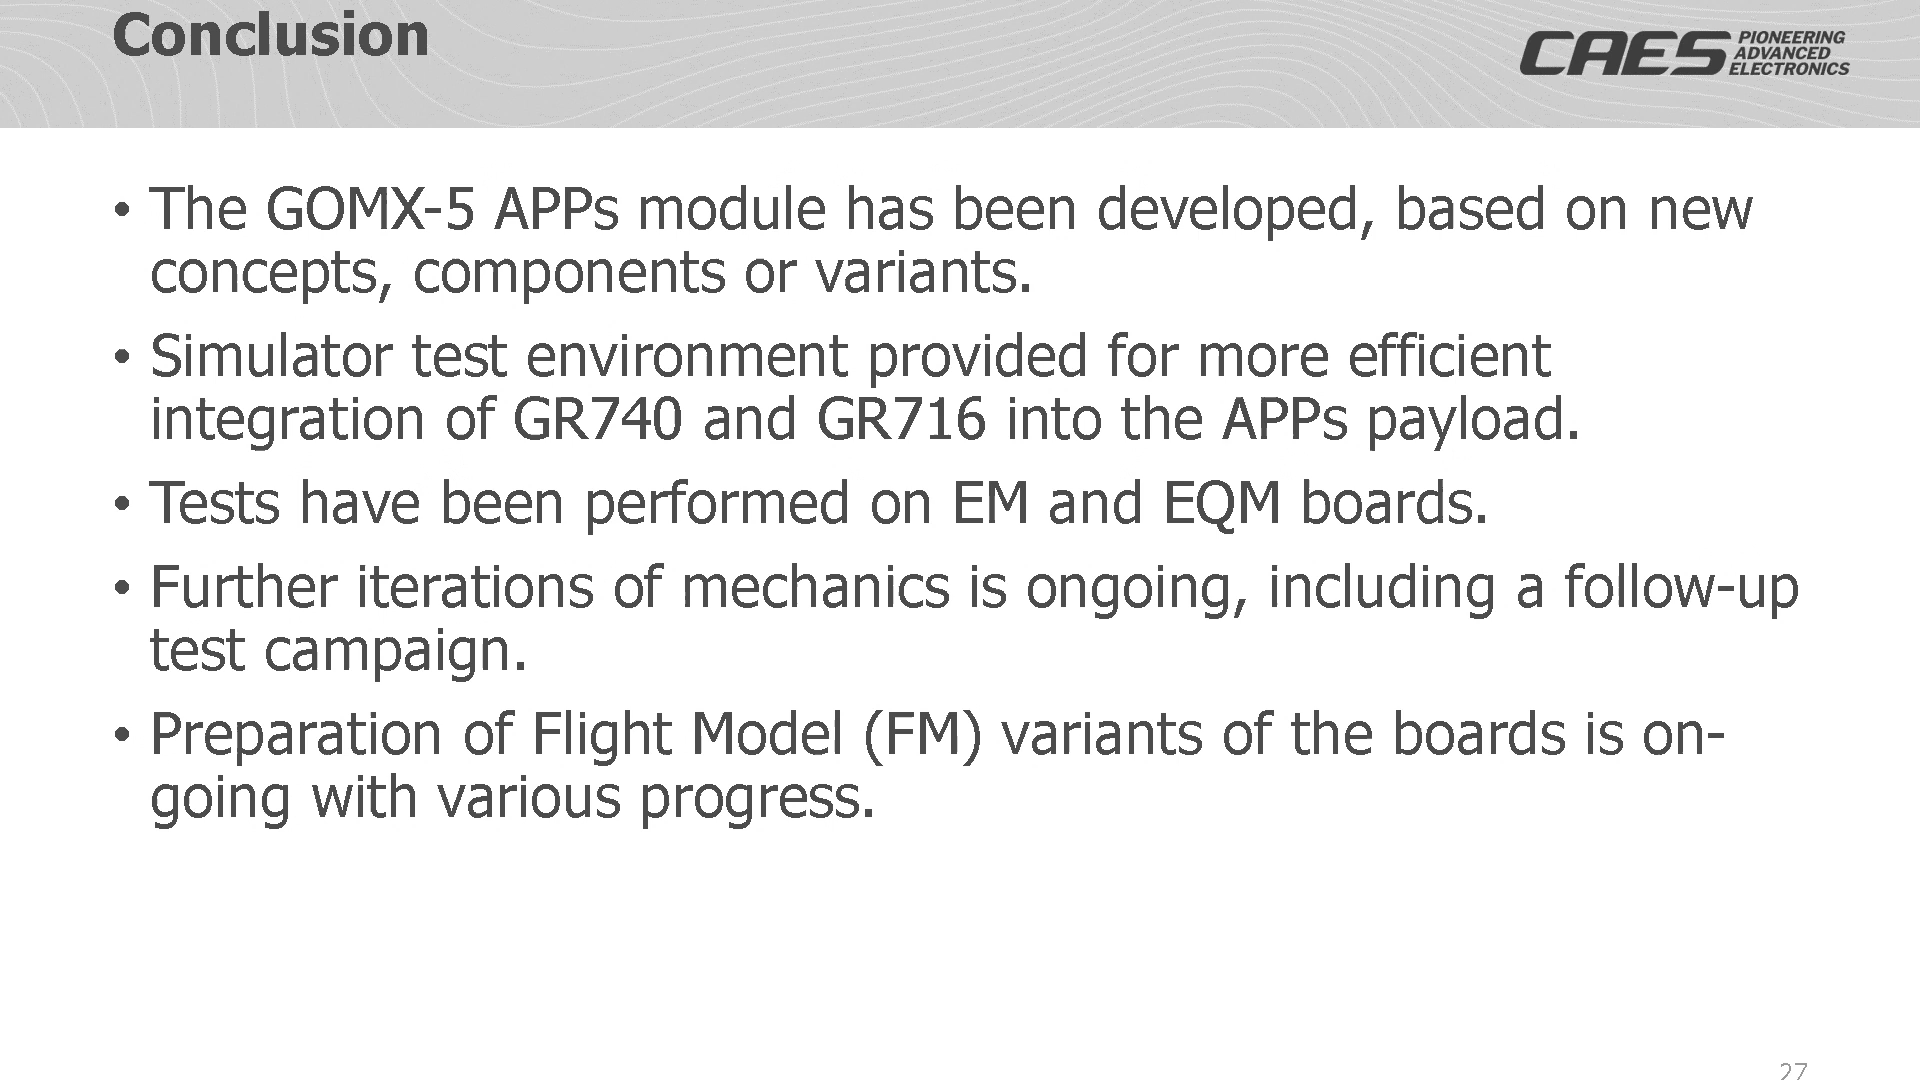 Conclusion
CAES PIONEERING
ADVANCED
ELECTRONICS
• The GOMX-5 APPs module has been developed, based on new
concepts, components or variants.
• Simulator test environment provided for more efficient
integration of GR740 and GR716 into the APPs payload.
• Tests have been performed on EM and EQM boards.
• Further iterations of mechanics is ongoing, including a follow-up
test campaign.
• Preparation of Flight Model (FM) variants of the boards is on-
going with various progress.
27